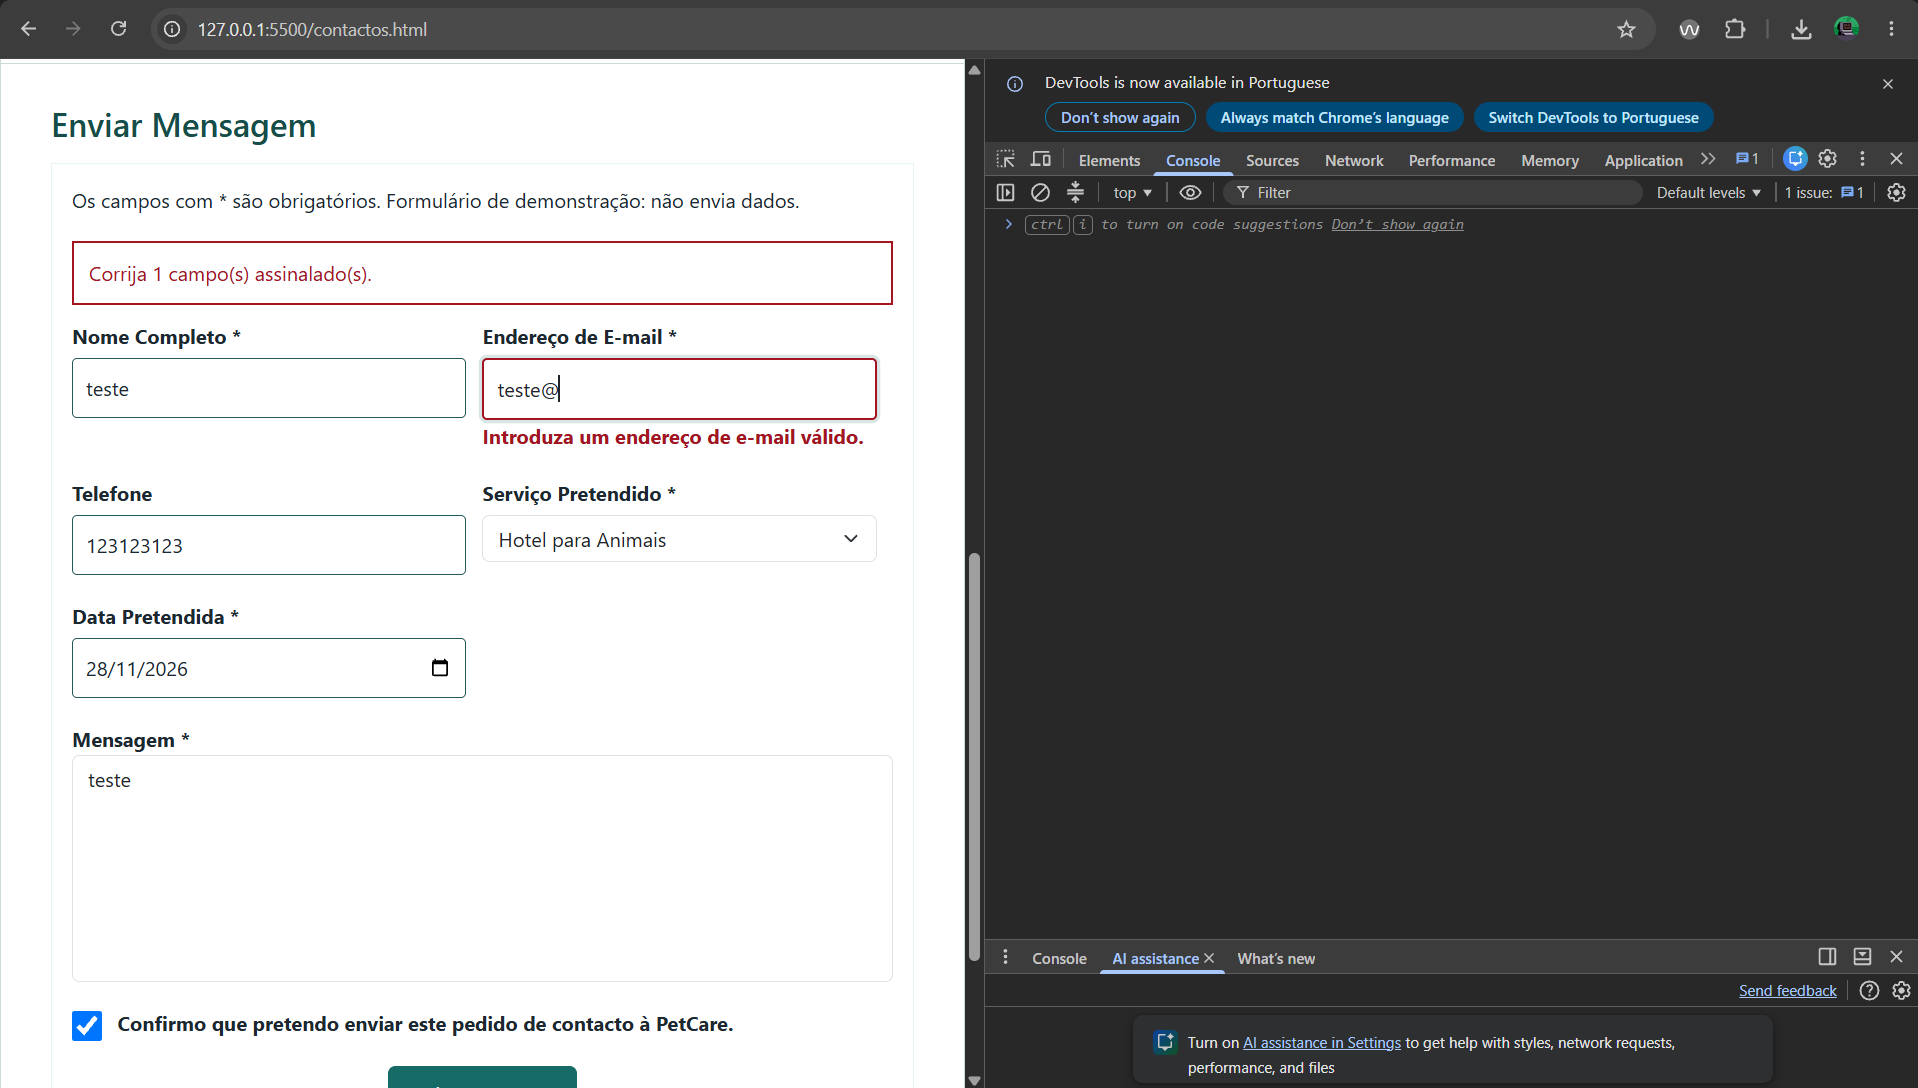 127.0.0.1:5500/contactos.html
Enviar Mensagem
Os campos com * são obrigatórios. Formulário de demonstração: não envia dados.
Corrija 1 campo(s) assinalado(s).
Nome Completo *
Endereço de E-mail *
teste
teste@
Introduza um endereço de e-mail válido.
Telefone
Serviço Pretendido *
123123123
Hotel para Animais
Data Pretendida *
28/11/2026
Mensagem *
teste
Confirmo que pretendo enviar este pedido de contacto à PetCare.
DevTools is now available in Portuguese
Don't show again
Always match Chrome's language
Switch DevTools to Portuguese
Elements
Console
Sources
Network
Performance
Memory
Application
1
top
Filter
Default levels
1 issue:
1
ctrl i to turn on code suggestions Don't show again
Console
AI assistance
What's new
Send feedback
Turn on AI assistance in Settings to get help with styles, network requests,
performance, and files